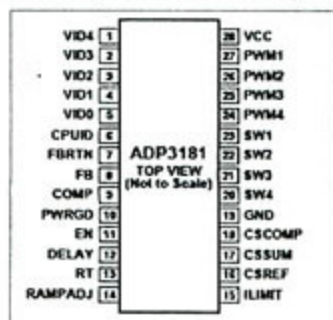 VID4 1 28 VCC
VID3 2 27 PWM1
VID2 3 26 PWM2
VID1 4 25 PWM3
VID0 5 24 PWM4
CPUID 6 23 SW1
FBRTN 7 22 SW2
FB 8 21 SW3
COMP 9 20 SW4
PWRGD 10 19 GND
EN 11 18 CSCOMP
DELAY 12 17 CSSUM
RT 13 16 CSREF
RAMPADJ 14 15 ILIMIT
ADP3181
TOP VIEW
(Not to Scale)